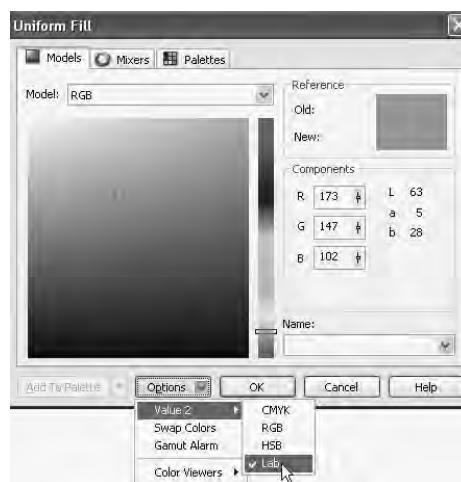 Uniform Fill
Models Mixers Palettes
Model: RGB
Reference
Old:
New:
Components
R 173 L 63
G 147 a 5
B 102 b 28
Name:
Add To Palette Options OK Cancel Help
Value 2 CMYK
Swap Colors RGB
Gamut Alarm HSB
Color Viewers Lab